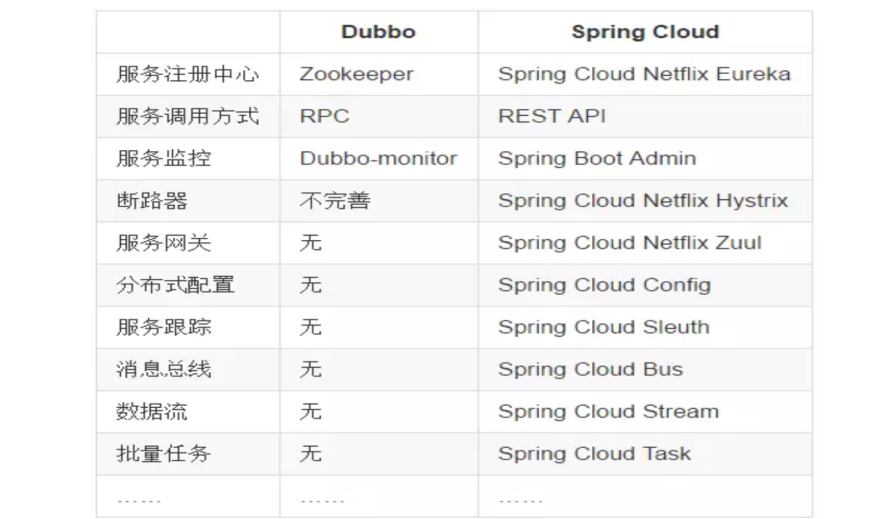 Dubbo Spring Cloud
服务注册中心 Zookeeper Spring Cloud Netflix Eureka
服务调用方式 RPC REST API
服务监控 Dubbo-monitor Spring Boot Admin
断路器 不完善 Spring Cloud Netflix Hystrix
服务网关 无 Spring Cloud Netflix Zuul
分布式配置 无 Spring Cloud Config
服务跟踪 无 Spring Cloud Sleuth
消息总线 无 Spring Cloud Bus
数据流 无 Spring Cloud Stream
批量任务 无 Spring Cloud Task
…… …… ……